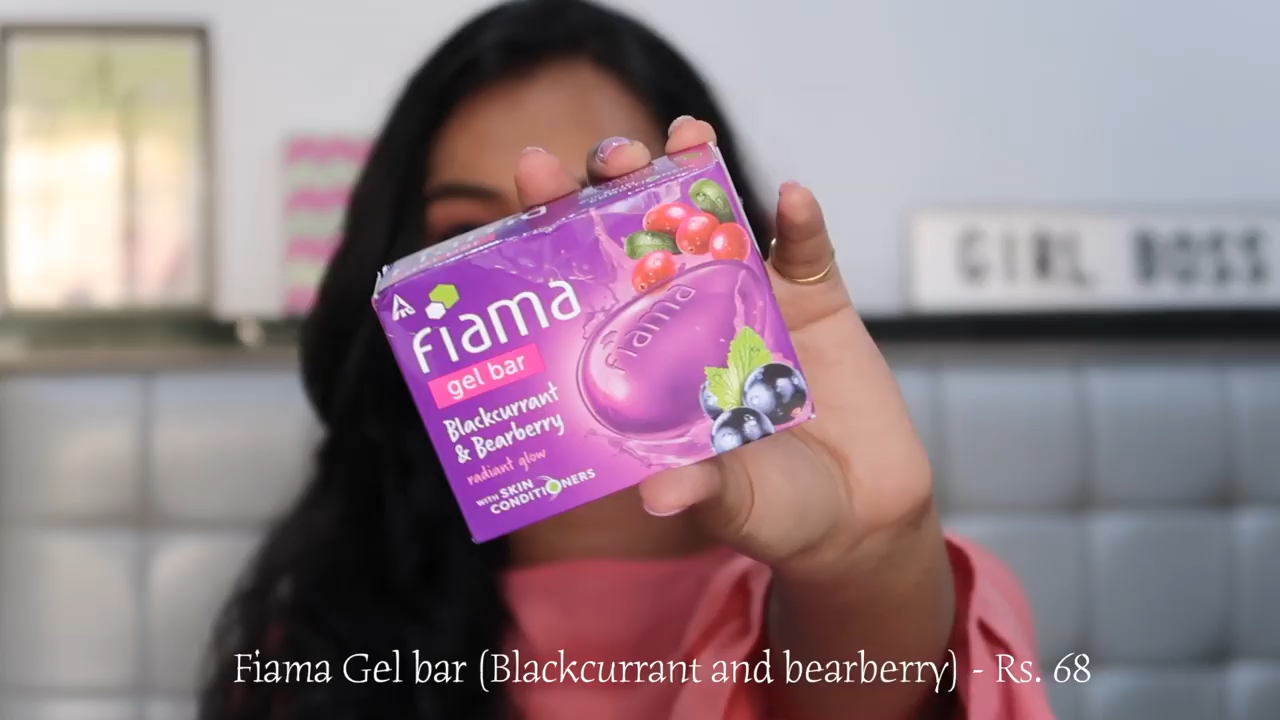 GIRL BOSS
fiama
gel bar
Blackcurrant
& Bearberry
radiant glow
WITH SKIN
CONDITIONERS
fiama
Fiama Gel bar (Blackcurrant and bearberry) - Rs. 68